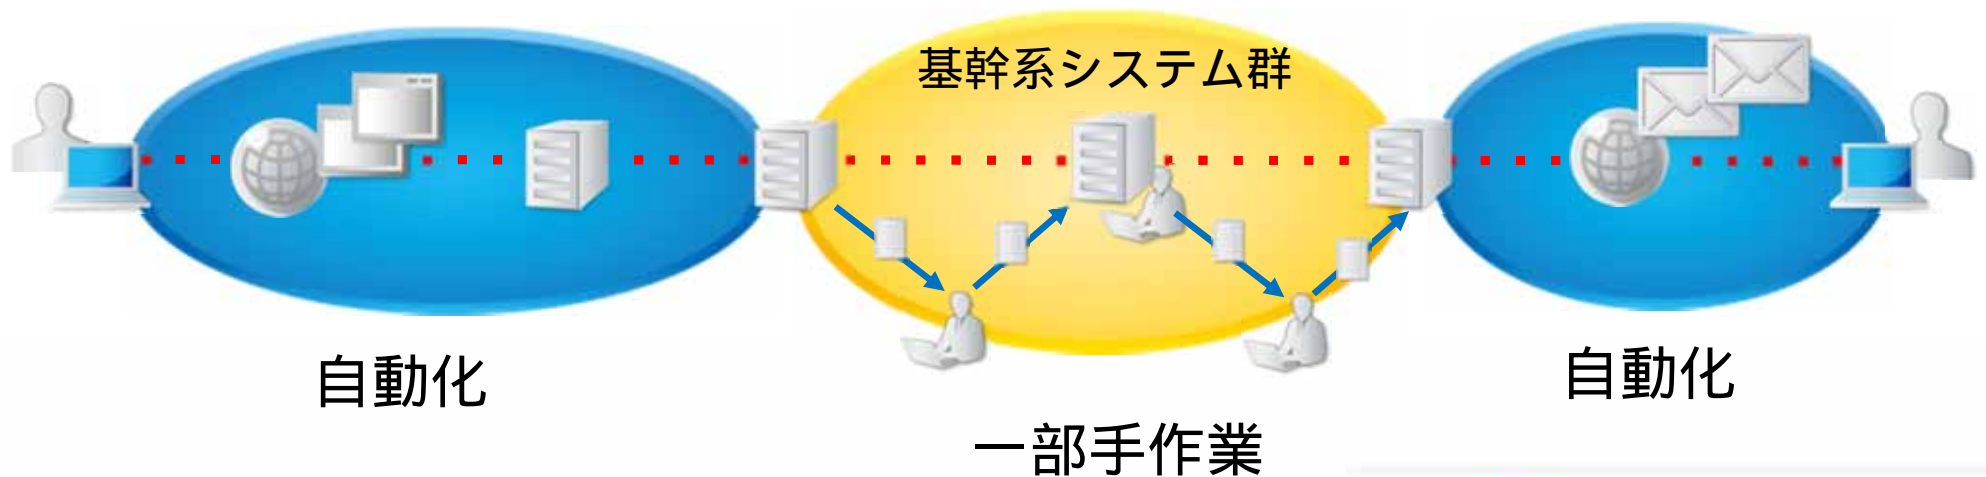 基幹系システム群
自動化
自動化
一部手作業